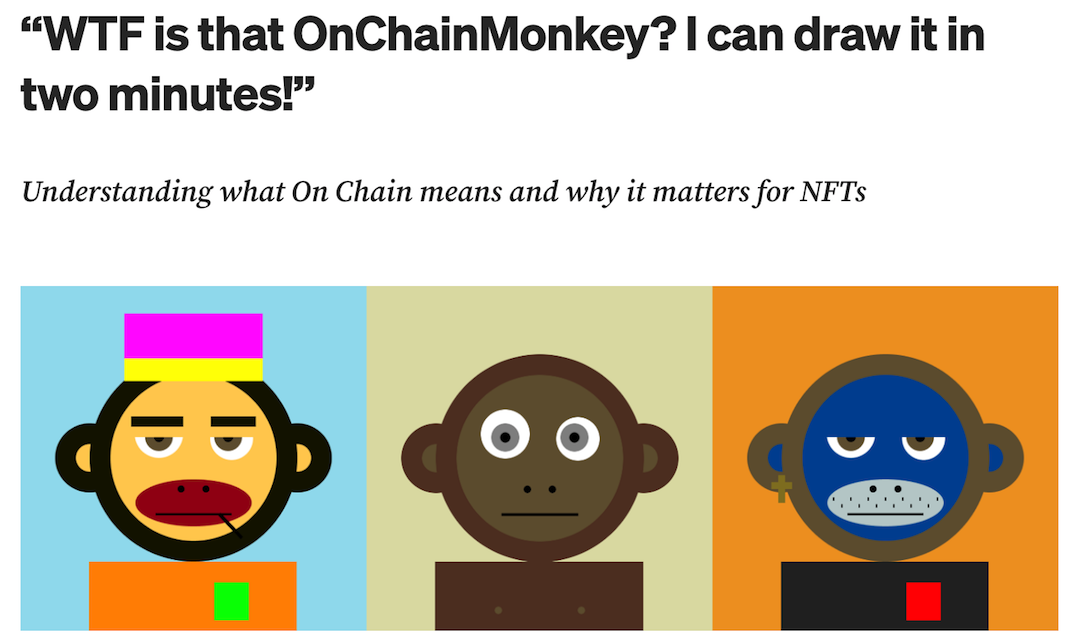 “WTF is that OnChainMonkey? I can draw it in
two minutes!”
Understanding what On Chain means and why it matters for NFTs